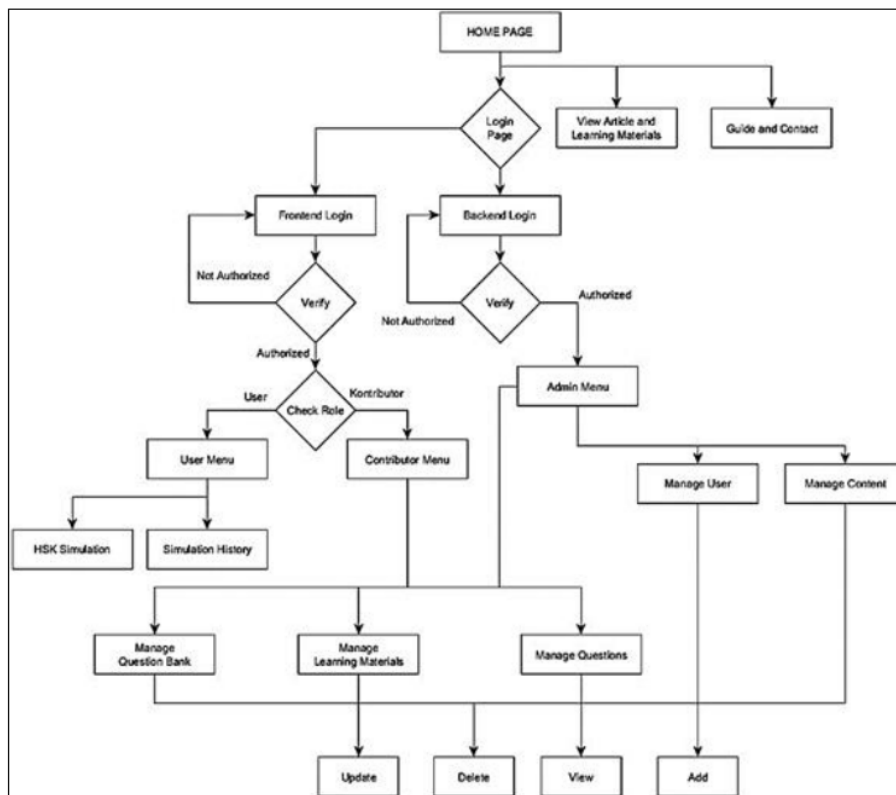 HOME PAGE
Login
Page
View Article and
Learning Materials
Guide and Contact
Frontend Login
Backend Login
Not Authorized
Verify
Not Authorized
Verify
Authorized
Authorized
User
Kontributor
Check Role
Admin Menu
User Menu
Contributor Menu
Manage User
Manage Content
HSK Simulation
Simulation History
Manage
Question Bank
Manage
Learning Materials
Manage Questions
Update
Delete
View
Add